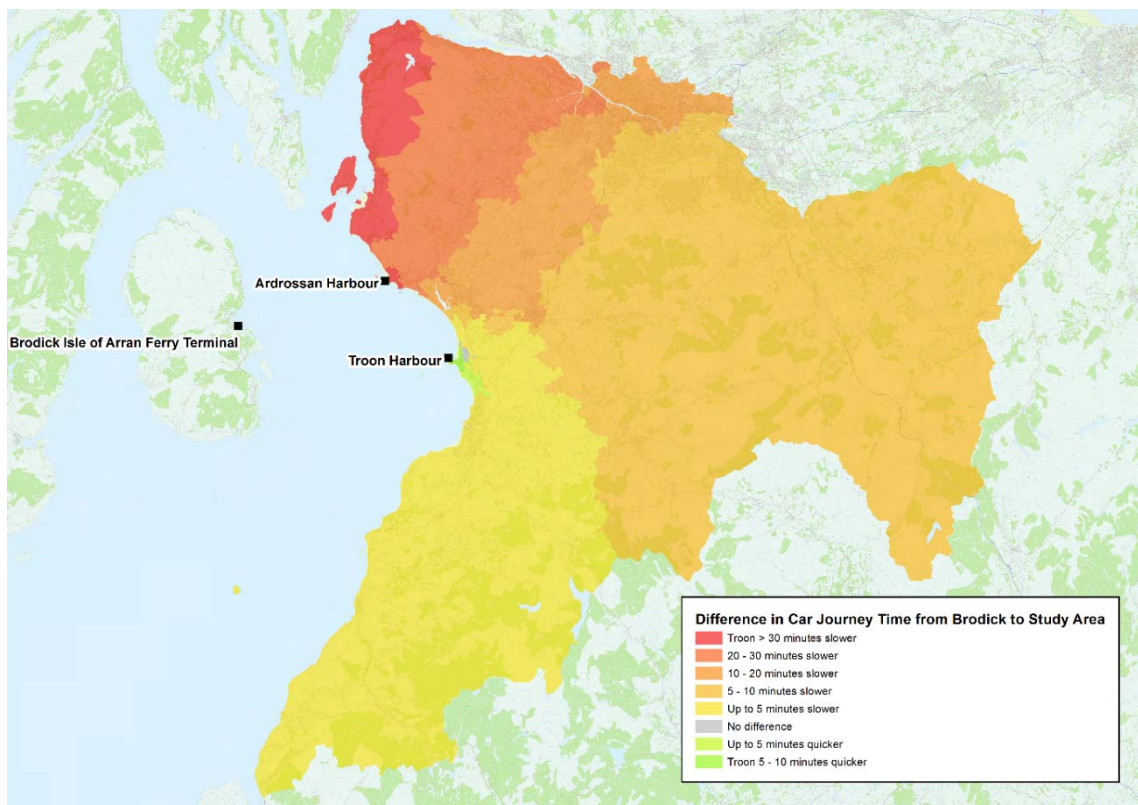 Ardrossan Harbour
Brodick Isle of Arran Ferry Terminal
Troon Harbour
Difference in Car Journey Time from Brodick to Study Area
Troon > 30 minutes slower
20 - 30 minutes slower
10 - 20 minutes slower
5 - 10 minutes slower
Up to 5 minutes slower
No difference
Up to 5 minutes quicker
Troon 5 - 10 minutes quicker